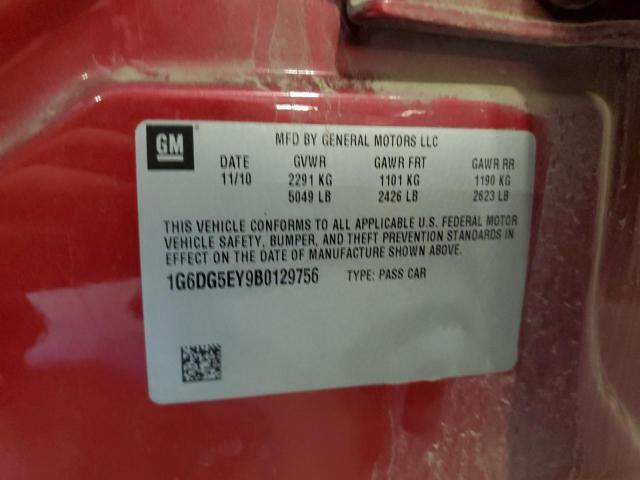 GM
MFD BY GENERAL MOTORS LLC
DATE GVWR GAWR FRT GAWR RR
11/10 2291 KG 1101 KG 1190 KG
5049 LB 2426 LB 2623 LB
THIS VEHICLE CONFORMS TO ALL APPLICABLE U.S. FEDERAL MOTOR
VEHICLE SAFETY, BUMPER, AND THEFT PREVENTION STANDARDS IN
EFFECT ON THE DATE OF MANUFACTURE SHOWN ABOVE.
1G6DG5EY9B0129756 TYPE: PASS CAR